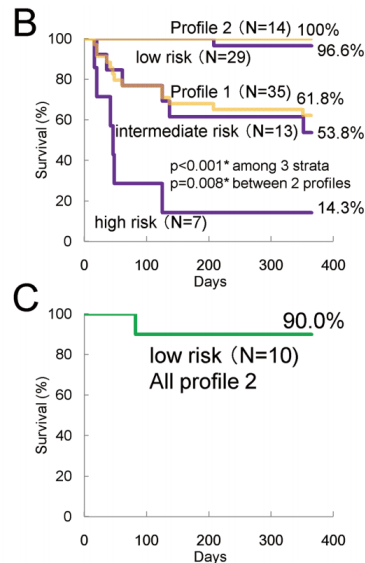 B
Profile 2 (N=14) 100%
100
low risk (N=29)
96.6%
80
Profile 1 (N=35) 61.8%
60
intermediate risk (N=13) 53.8%
40
p<0.001* among 3 strata
p=0.008* between 2 profiles
20
14.3%
high risk (N=7)
0
Survival (%)
0 100 200 300 400
Days
C
100
90.0%
80
low risk (N=10)
All profile 2
60
40
20
0
Survival (%)
0 100 200 300 400
Days